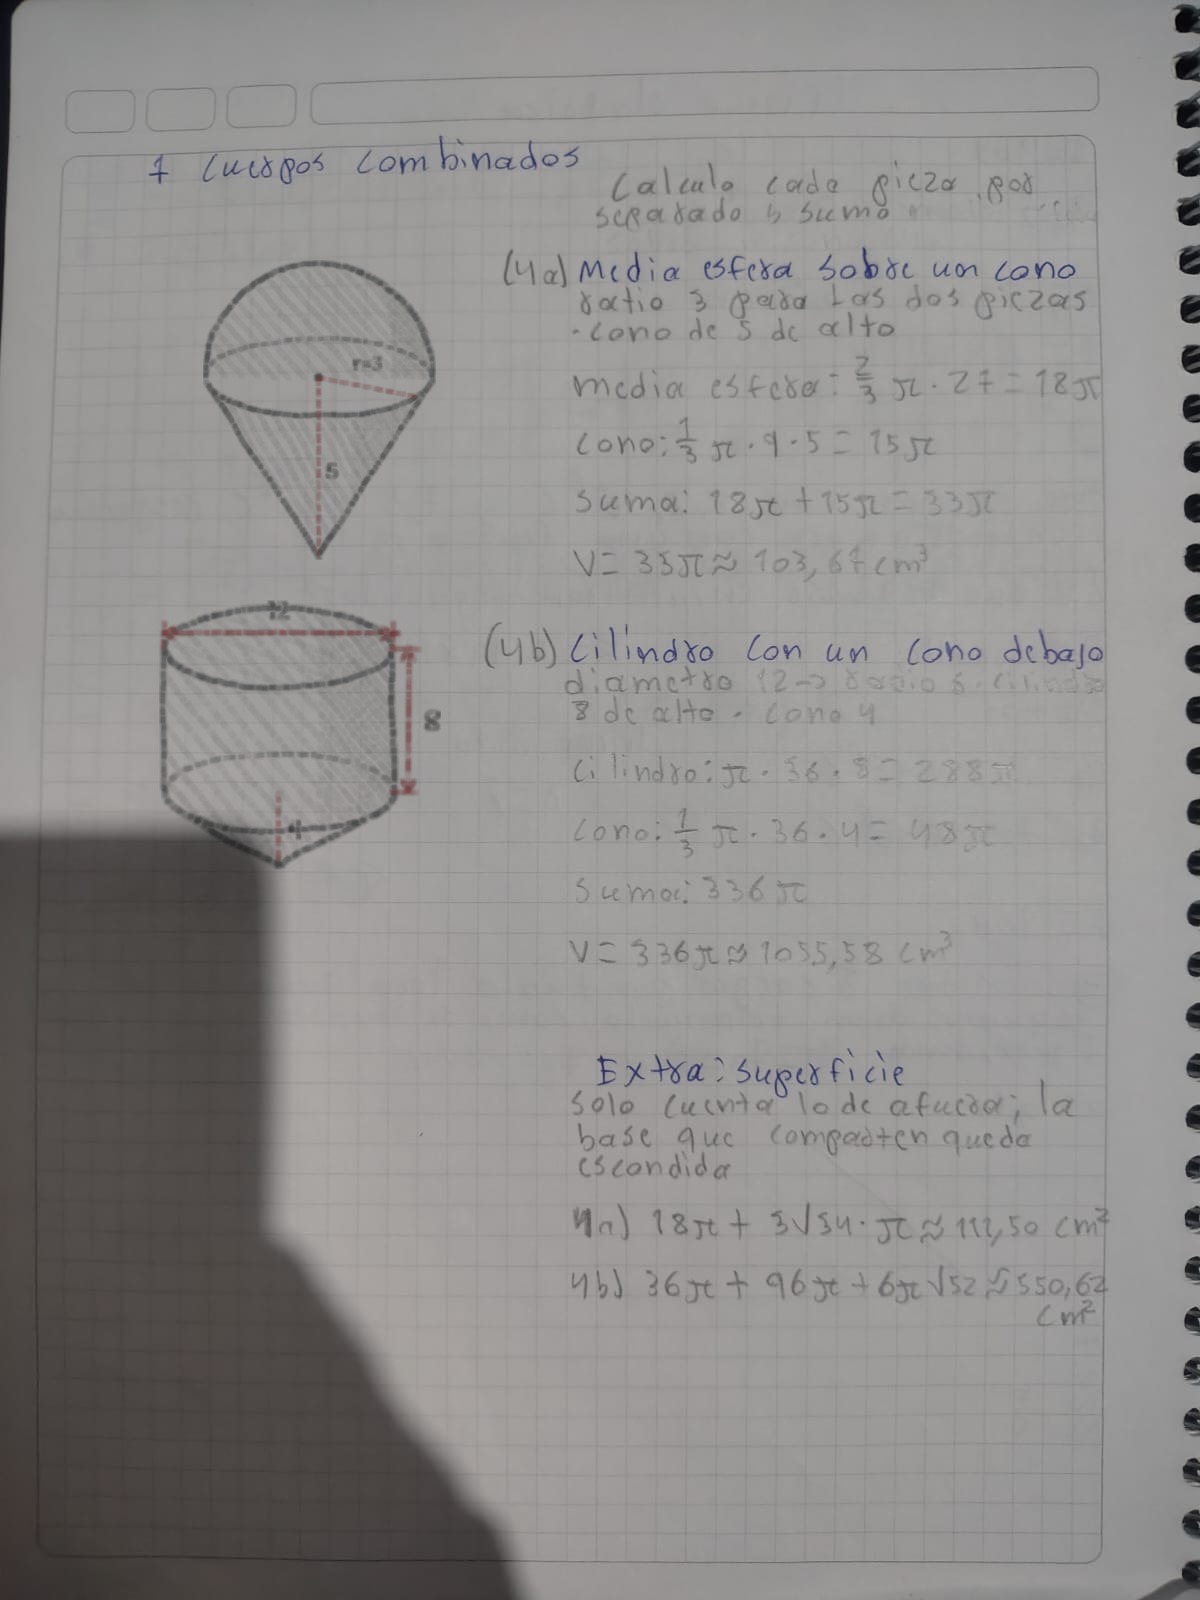 7 Cuerpos combinados
Calculo cada pieza por
separado y sumo
r=3
5
(4a) Media esfera sobre un cono
ratio 3 para las dos piezas
.cono de 5 de alto
media esfera: 2/3 π · 27 = 18π
Cono: 1/3 π · 9 · 5 = 15π
Suma: 18π + 15π = 33π
V = 33π ≈ 103,67 cm³
12
8
4
(4b) Cilindro con un cono debajo
diametro 12 → radio 6. cilindro
8 de alto. cono 4
Cilindro: π · 36 · 8 = 288π
Cono: 1/3 π · 36 · 4 = 48π
Suma: 336π
V = 336π ≈ 1055,58 cm³
Extra: superficie
Solo cuenta lo de afuera; la
base que comparten queda
escondida
4a) 18π + 3√34 · π ≈ 111,50 cm²
4b) 36π + 96π + 6π√52 ≈ 550,62
cm²